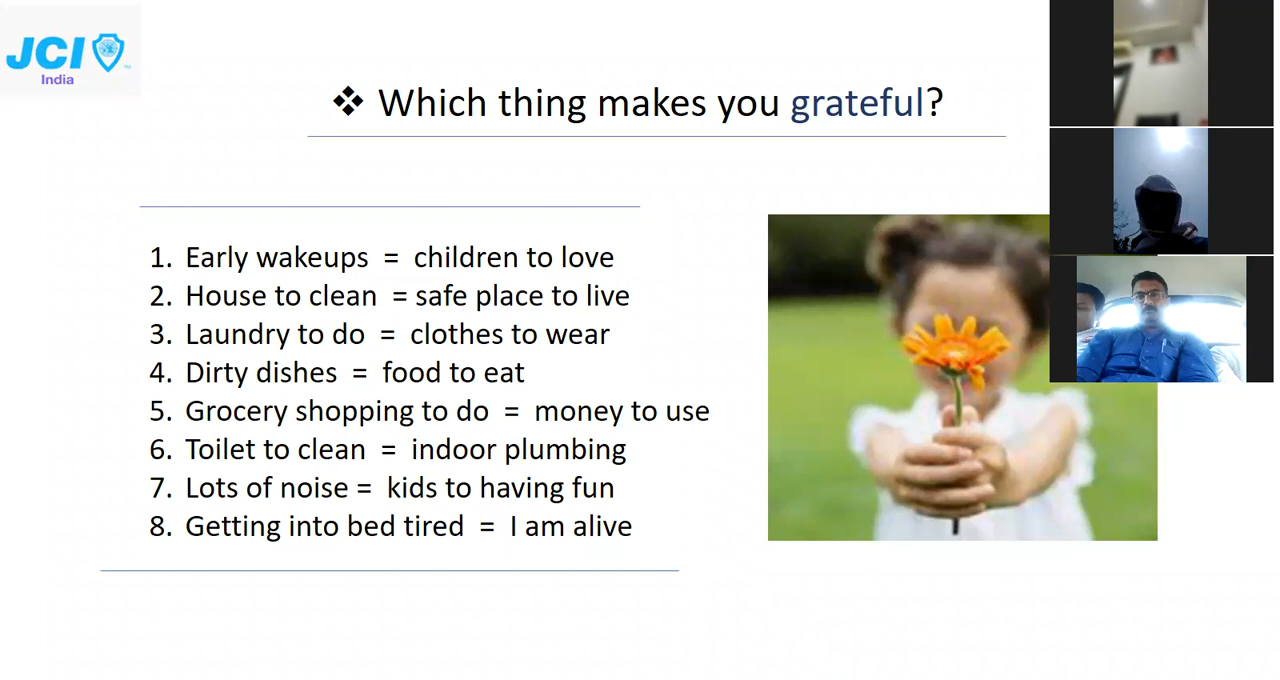 JCI
India
❖ Which thing makes you grateful?
1. Early wakeups = children to love
2. House to clean = safe place to live
3. Laundry to do = clothes to wear
4. Dirty dishes = food to eat
5. Grocery shopping to do = money to use
6. Toilet to clean = indoor plumbing
7. Lots of noise = kids to having fun
8. Getting into bed tired = I am alive